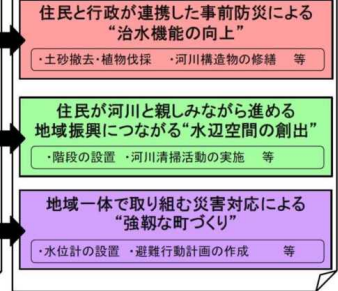 住民と行政が連携した事前防災による
“治水機能の向上”
・土砂撤去・植物伐採　・河川構造物の修繕　等
住民が河川と親しみながら進める
地域振興につながる“水辺空間の創出”
・階段の設置　・河川清掃活動の実施　等
地域一体で取り組む災害対応による
“強靱な町づくり”
・水位計の設置　・避難行動計画の作成　等